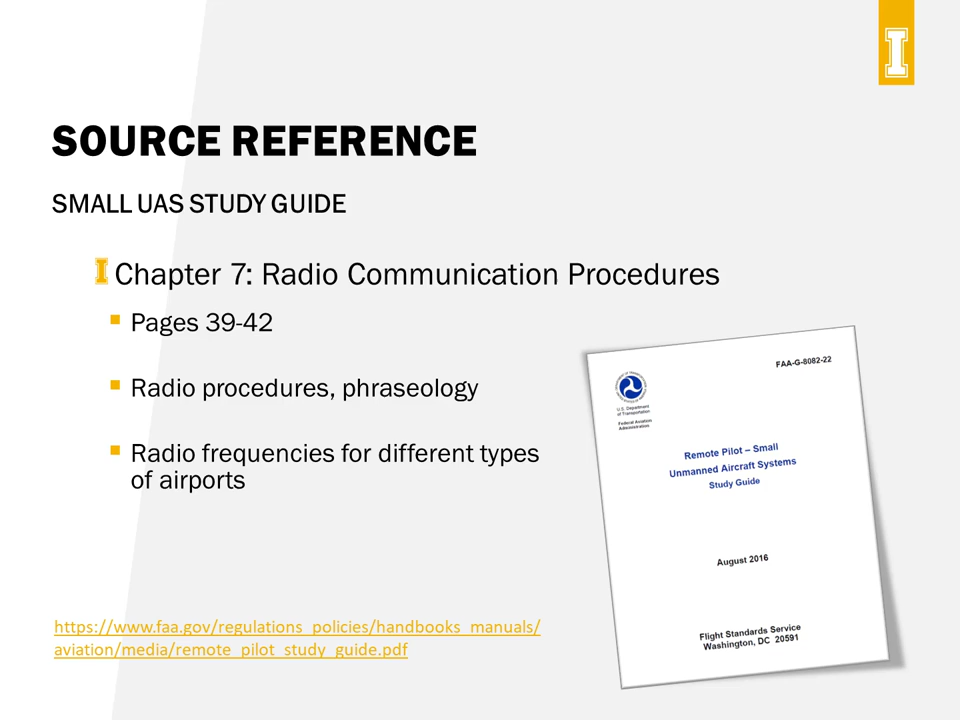 I
SOURCE REFERENCE
SMALL UAS STUDY GUIDE
I Chapter 7: Radio Communication Procedures
Pages 39-42
Radio procedures, phraseology
Radio frequencies for different types
of airports
FAA-G-8082-22
U.S. Department
of Transportation
Federal Aviation
Administration
Remote Pilot – Small
Unmanned Aircraft Systems
Study Guide
August 2016
Flight Standards Service
Washington, DC 20591
https://www.faa.gov/regulations_policies/handbooks_manuals/
aviation/media/remote_pilot_study_guide.pdf